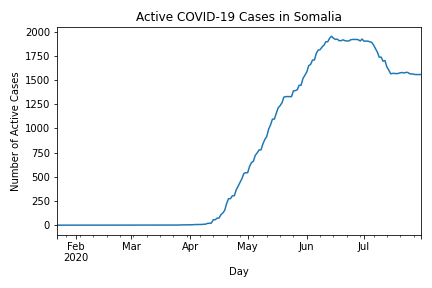 Active COVID-19 Cases in Somalia
Number of Active Cases
2000
1750
1500
1250
1000
750
500
250
0
Feb Mar Apr May Jun Jul
2020
Day